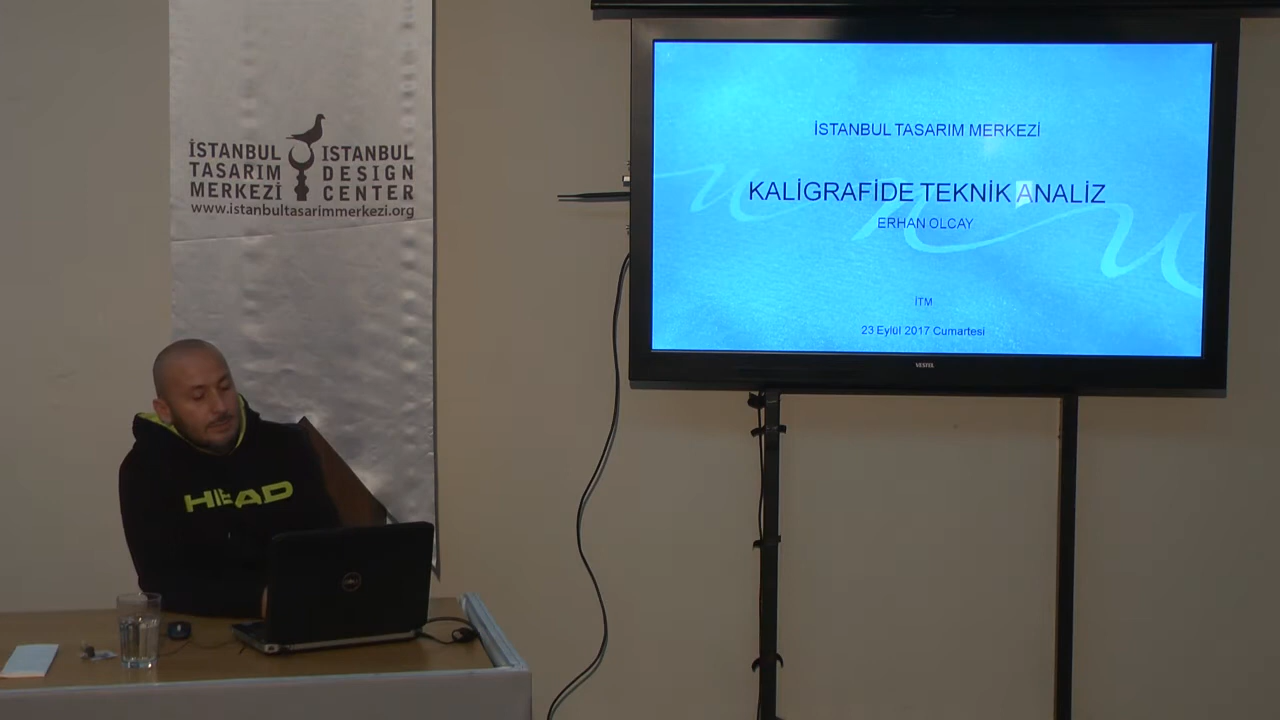 İSTANBUL
TASARIM
MERKEZİ
ISTANBUL
DESIGN
CENTER
www.istanbultasarimmerkezi.org
İSTANBUL TASARIM MERKEZİ
KALİGRAFİDE TEKNİK ANALİZ
ERHAN OLCAY
İTM
23 Eylül 2017 Cumartesi
VESTEL
HEAD
DELL